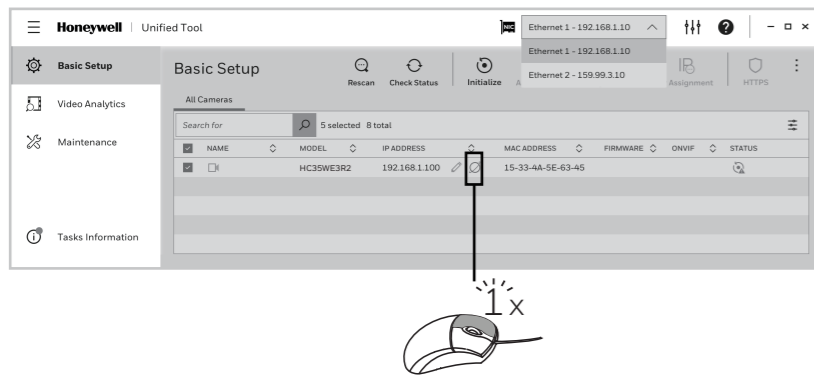 Honeywell | Unified Tool
NIC
Ethernet 1 - 192.168.1.10
Ethernet 1 - 192.168.1.10
Ethernet 2 - 159.99.3.10
Basic Setup
Video Analytics
Maintenance
Tasks Information
Basic Setup
Rescan Check Status Initialize A Assignment HTTPS
All Cameras
Search for 5 selected 8 total
NAME MODEL IP ADDRESS MAC ADDRESS FIRMWARE ONVIF STATUS
HC35WE3R2 192.168.1.100 15-33-4A-5E-63-45
1 x